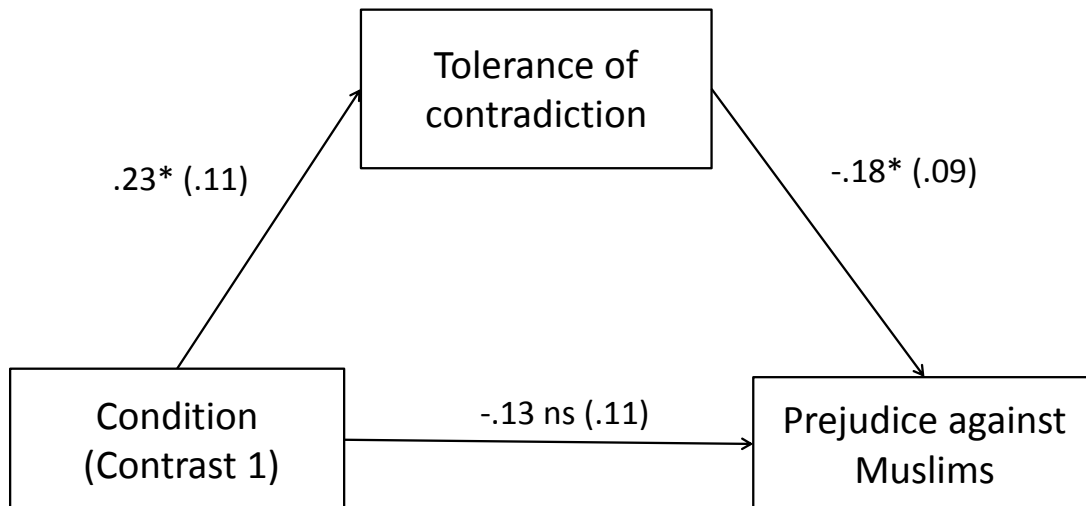 Tolerance of
contradiction
.23* (.11)
-.18* (.09)
Condition
(Contrast 1)
-.13 ns (.11)
Prejudice against
Muslims